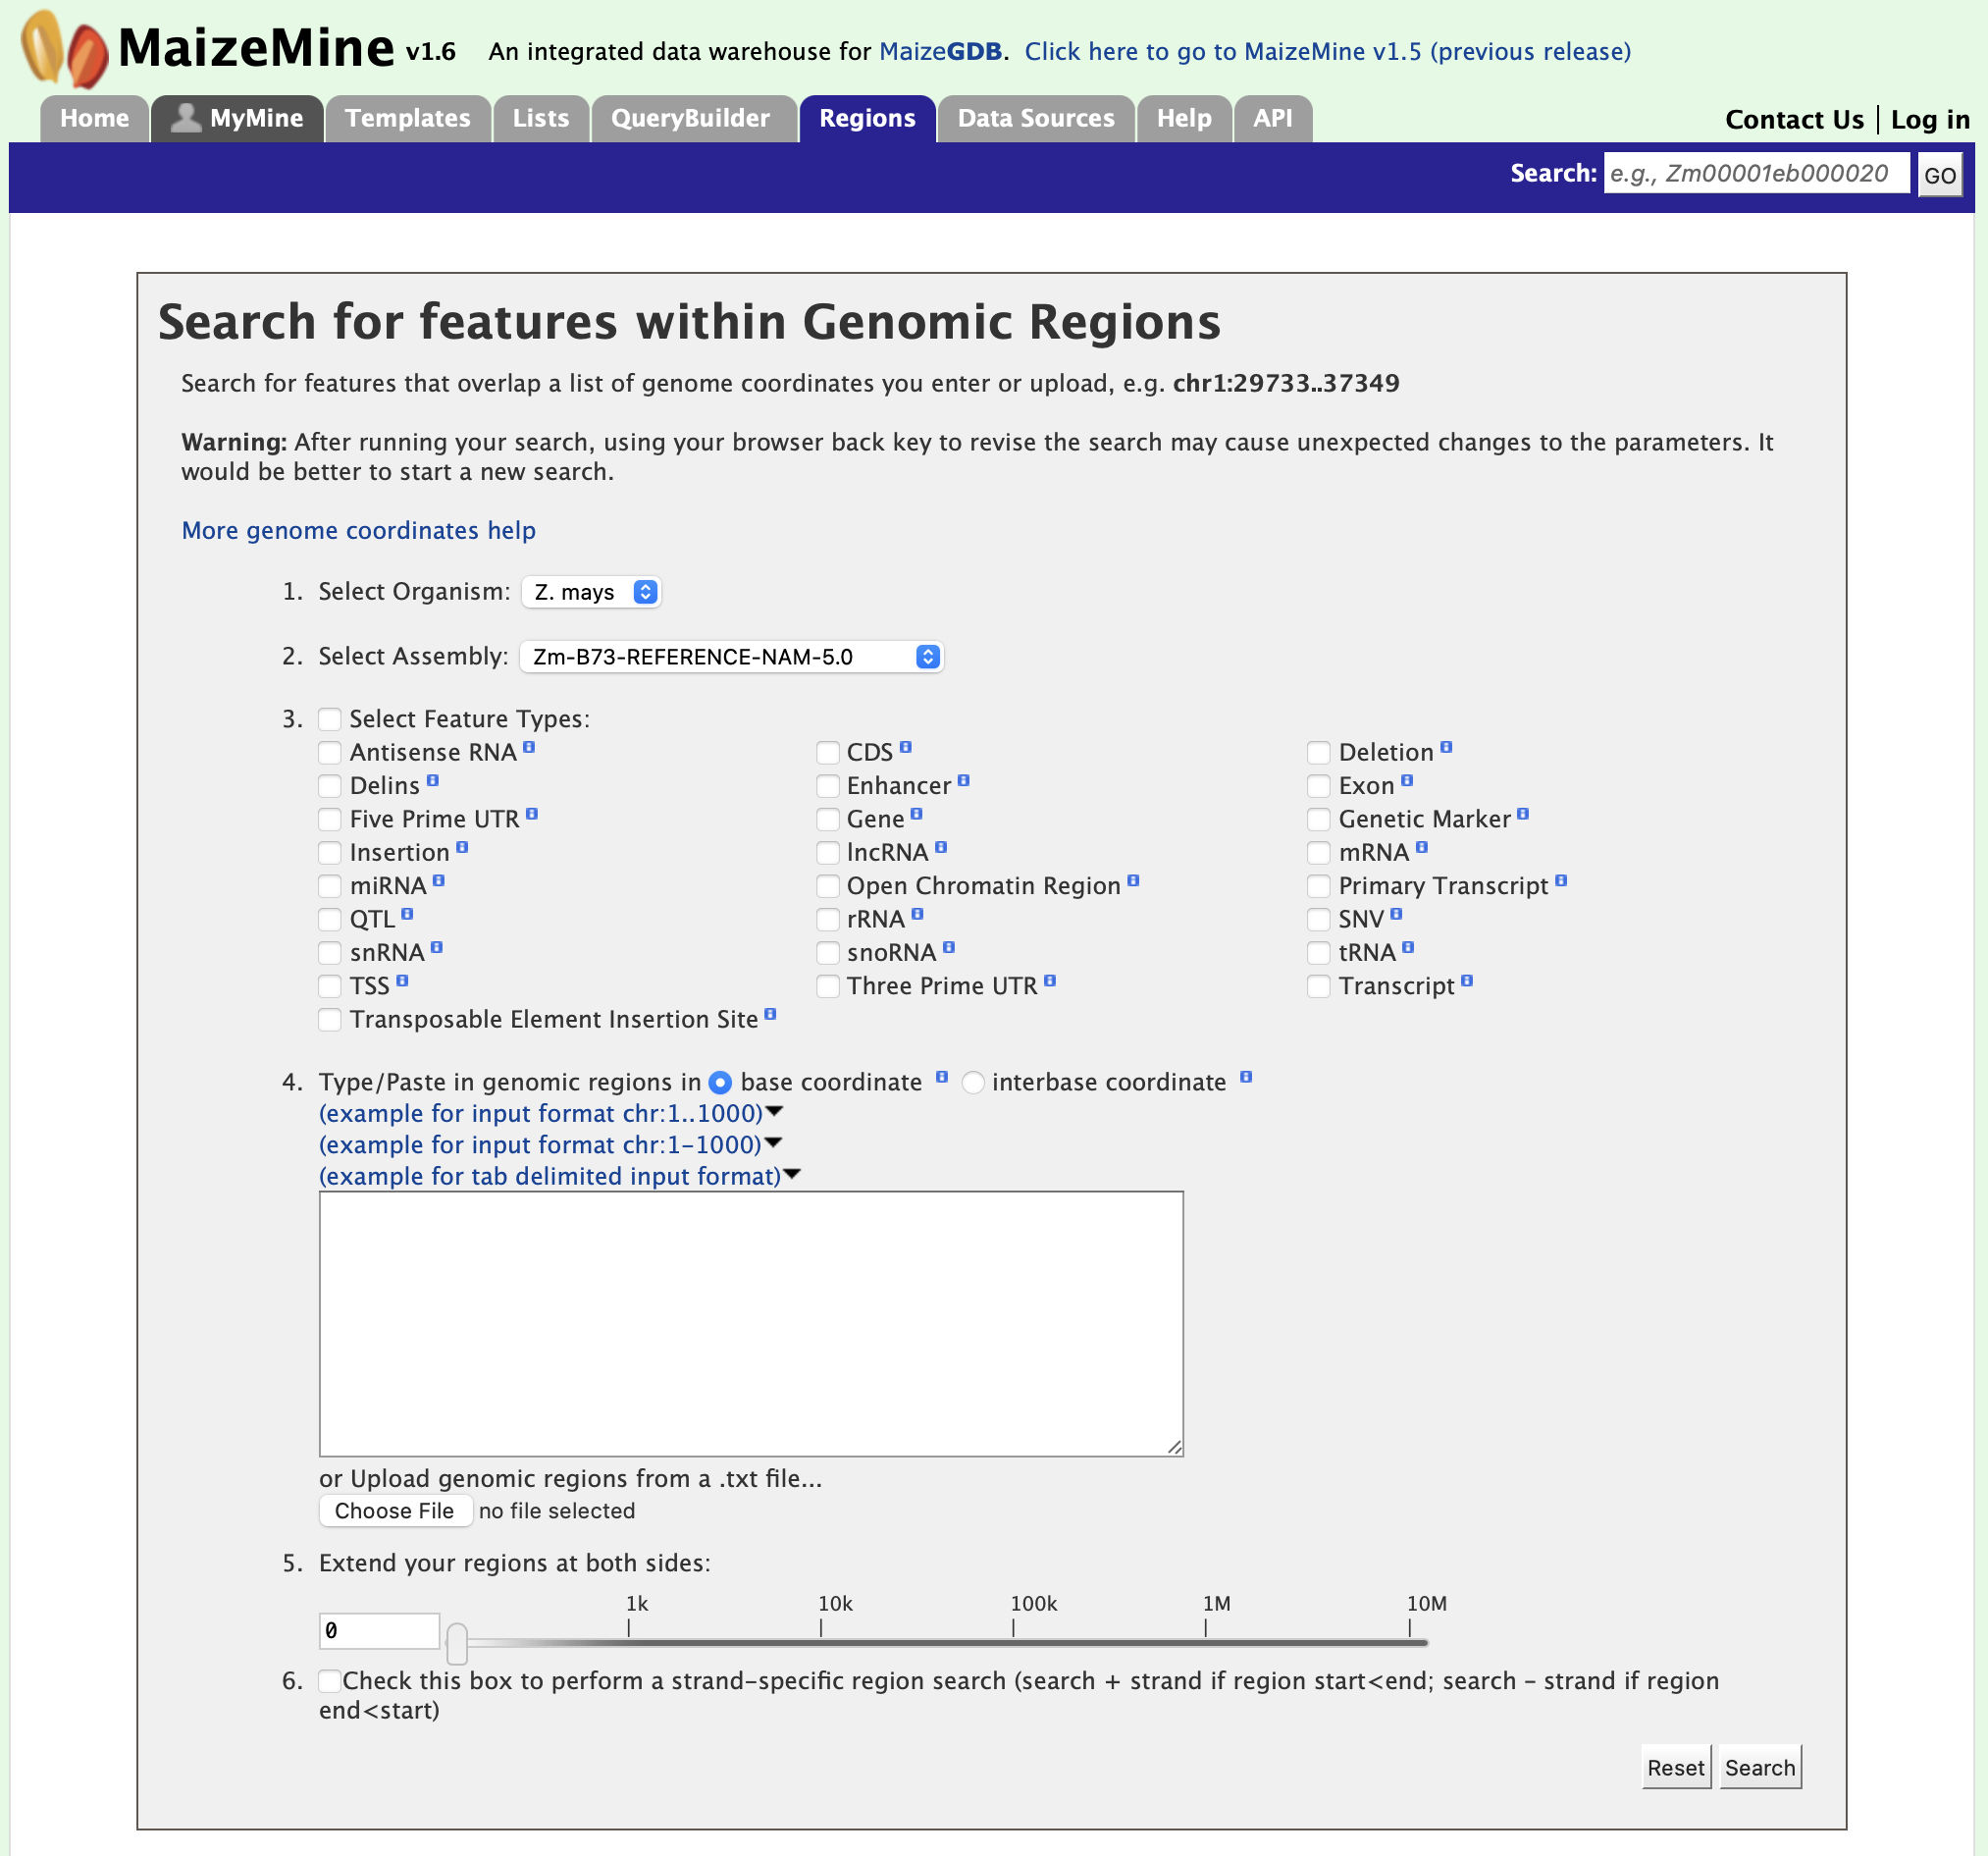 MaizeMine v1.6 An integrated data warehouse for MaizeGDB. Click here to go to MaizeMine v1.5 (previous release)
Home MyMine Templates Lists QueryBuilder Regions Data Sources Help API Contact Us | Log in
Search: e.g., Zm00001eb000020 GO
Search for features within Genomic Regions
Search for features that overlap a list of genome coordinates you enter or upload, e.g. chr1:29733..37349
Warning: After running your search, using your browser back key to revise the search may cause unexpected changes to the parameters. It
would be better to start a new search.
More genome coordinates help
1. Select Organism: Z. mays
2. Select Assembly: Zm-B73-REFERENCE-NAM-5.0
3. Select Feature Types:
Antisense RNA CDS Deletion
Delins Enhancer Exon
Five Prime UTR Gene Genetic Marker
Insertion lncRNA mRNA
miRNA Open Chromatin Region Primary Transcript
QTL rRNA SNV
snRNA snoRNA tRNA
TSS Three Prime UTR Transcript
Transposable Element Insertion Site
4. Type/Paste in genomic regions in base coordinate interbase coordinate
(example for input format chr:1..1000)
(example for input format chr:1-1000)
(example for tab delimited input format)
or Upload genomic regions from a .txt file...
Choose File no file selected
5. Extend your regions at both sides:
1k 10k 100k 1M 10M
0
6. Check this box to perform a strand-specific region search (search + strand if region start<end; search - strand if region
end<start)
Reset Search